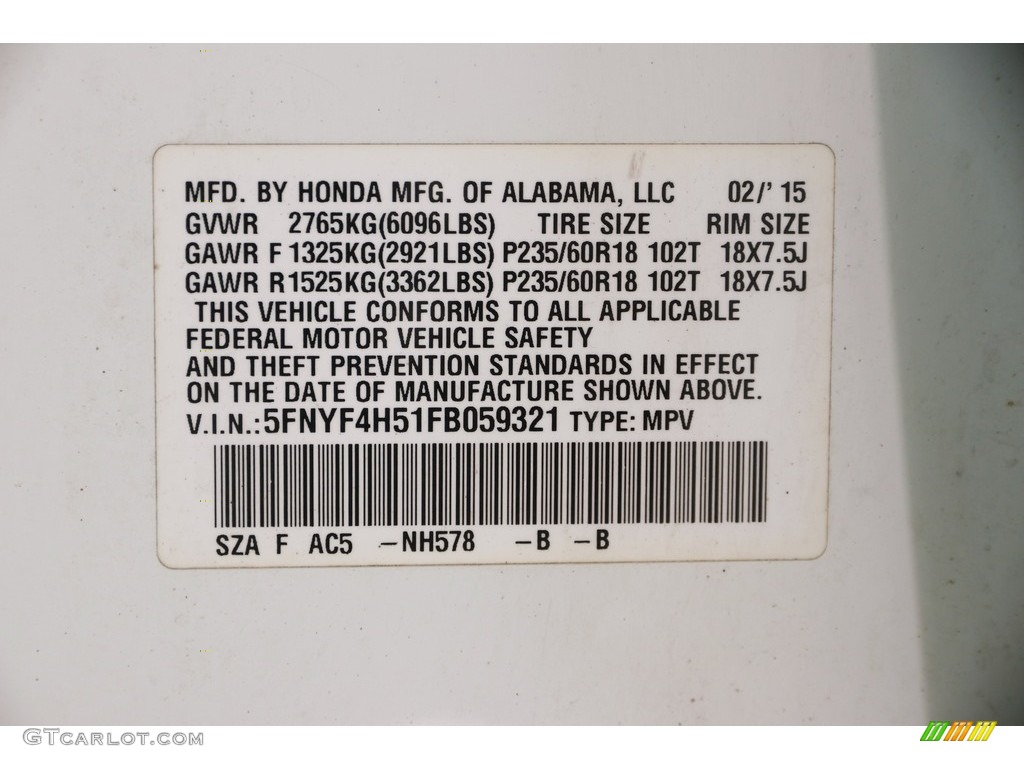 MFD. BY HONDA MFG. OF ALABAMA, LLC 02/' 15
GVWR 2765KG(6096LBS) TIRE SIZE RIM SIZE
GAWR F 1325KG(2921LBS) P235/60R18 102T 18X7.5J
GAWR R1525KG(3362LBS) P235/60R18 102T 18X7.5J
THIS VEHICLE CONFORMS TO ALL APPLICABLE
FEDERAL MOTOR VEHICLE SAFETY
AND THEFT PREVENTION STANDARDS IN EFFECT
ON THE DATE OF MANUFACTURE SHOWN ABOVE.
V.I.N.:5FNYF4H51FB059321 TYPE: MPV
SZA F AC5 –NH578 –B –B
GTCARLOT.COM